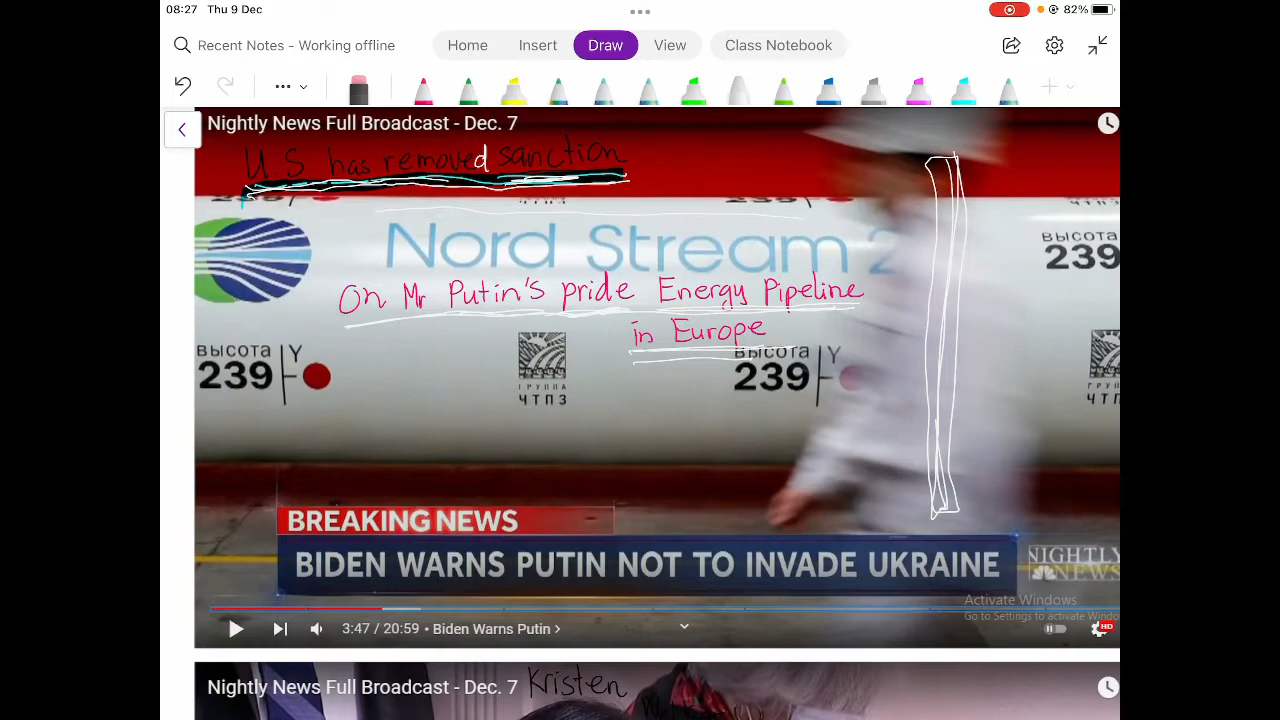 08:27 Thu 9 Dec
82%
Recent Notes - Working offline
Home Insert Draw View Class Notebook
Nightly News Full Broadcast - Dec. 7
U S has removed sanction
Nord Stream 2
высота
239
On Mr Putin's pride Energy Pipeline
in Europe
высота Y
239
ГРУППА
ЧТПЗ
высота Y
239
ЧТП
BREAKING NEWS
BIDEN WARNS PUTIN NOT TO INVADE UKRAINE
NIGHTLY
NEWS
Activate Windows
Go to Settings to activate Windo
3:47 / 20:59 • Biden Warns Putin >
HD
Nightly News Full Broadcast - Dec. 7 Kristen